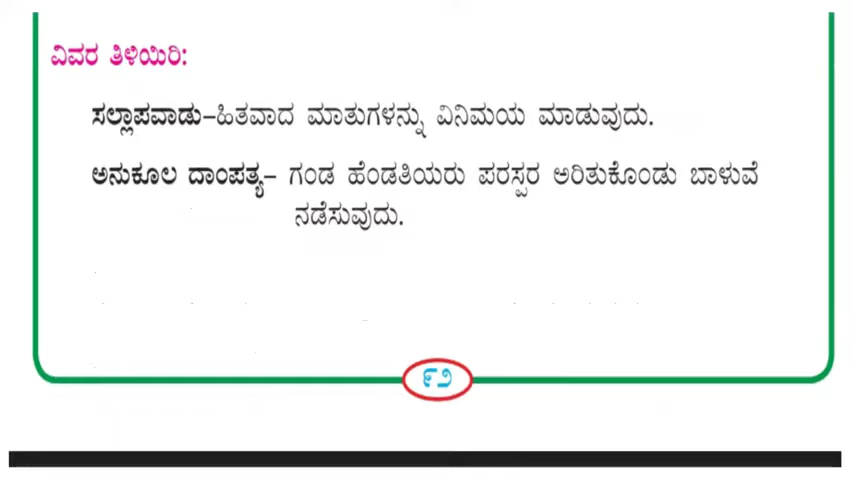 ವಿವರ ತಿಳಿಯಿರಿ:
ಸಲ್ಲಾಪವಾಡು–ಹಿತವಾದ ಮಾತುಗಳನ್ನು ವಿನಿಮಯ ಮಾಡುವುದು.
ಅನುಕೂಲ ದಾಂಪತ್ಯ– ಗಂಡ ಹೆಂಡತಿಯರು ಪರಸ್ಪರ ಅರಿತುಕೊಂಡು ಬಾಳುವೆ
ನಡೆಸುವುದು.
೯೨